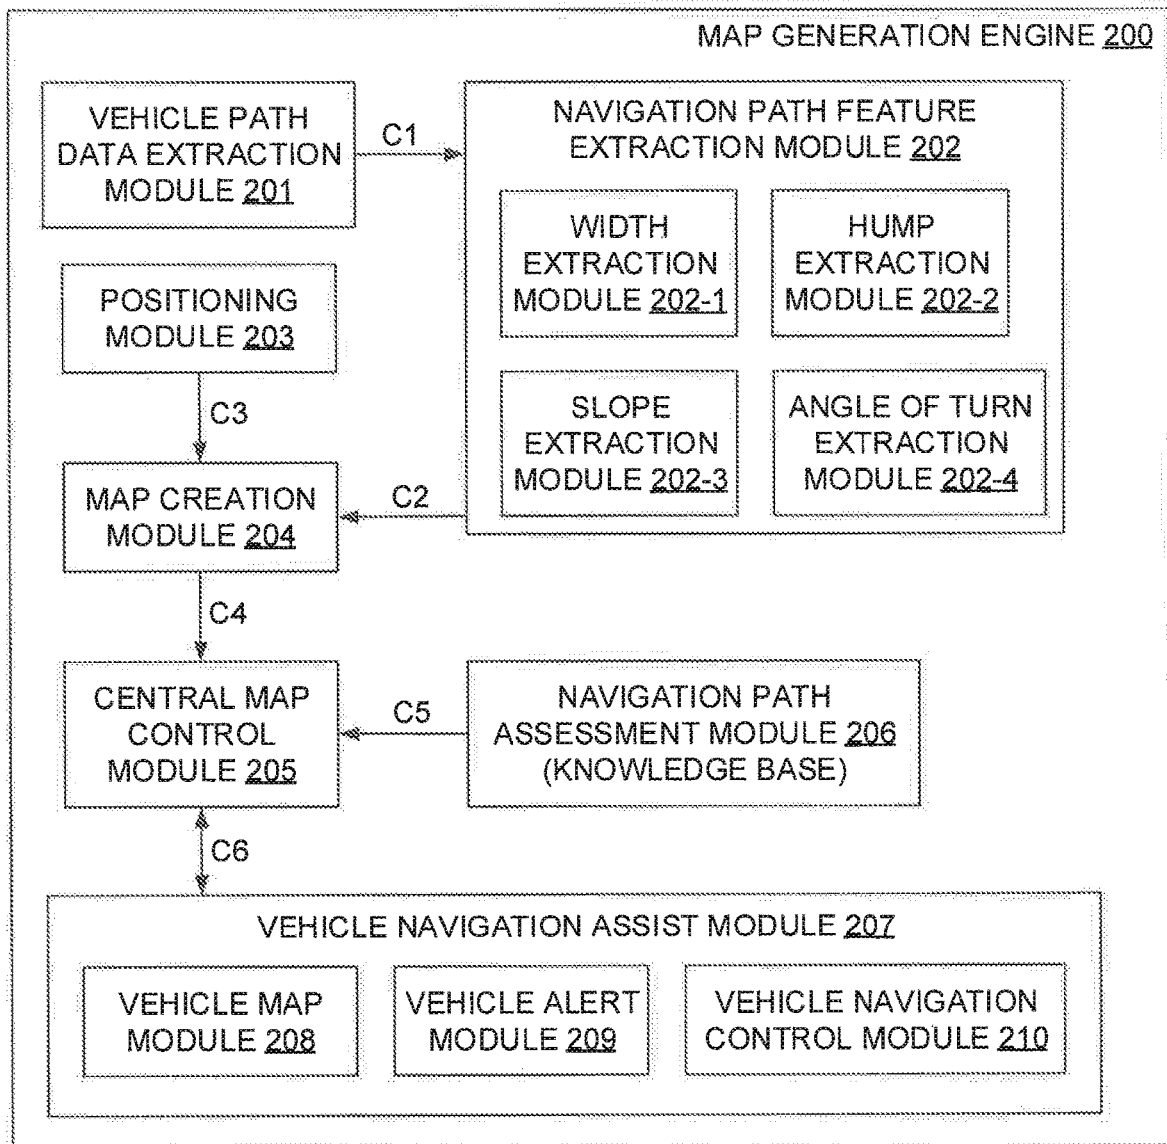 MAP GENERATION ENGINE 200
VEHICLE PATH
DATA EXTRACTION
MODULE 201
C1
NAVIGATION PATH FEATURE
EXTRACTION MODULE 202
WIDTH
EXTRACTION
MODULE 202-1
HUMP
EXTRACTION
MODULE 202-2
POSITIONING
MODULE 203
C3
SLOPE
EXTRACTION
MODULE 202-3
ANGLE OF TURN
EXTRACTION
MODULE 202-4
MAP CREATION
MODULE 204
C2
C4
CENTRAL MAP
CONTROL
MODULE 205
C5
NAVIGATION PATH
ASSESSMENT MODULE 206
(KNOWLEDGE BASE)
C6
VEHICLE NAVIGATION ASSIST MODULE 207
VEHICLE MAP
MODULE 208
VEHICLE ALERT
MODULE 209
VEHICLE NAVIGATION
CONTROL MODULE 210